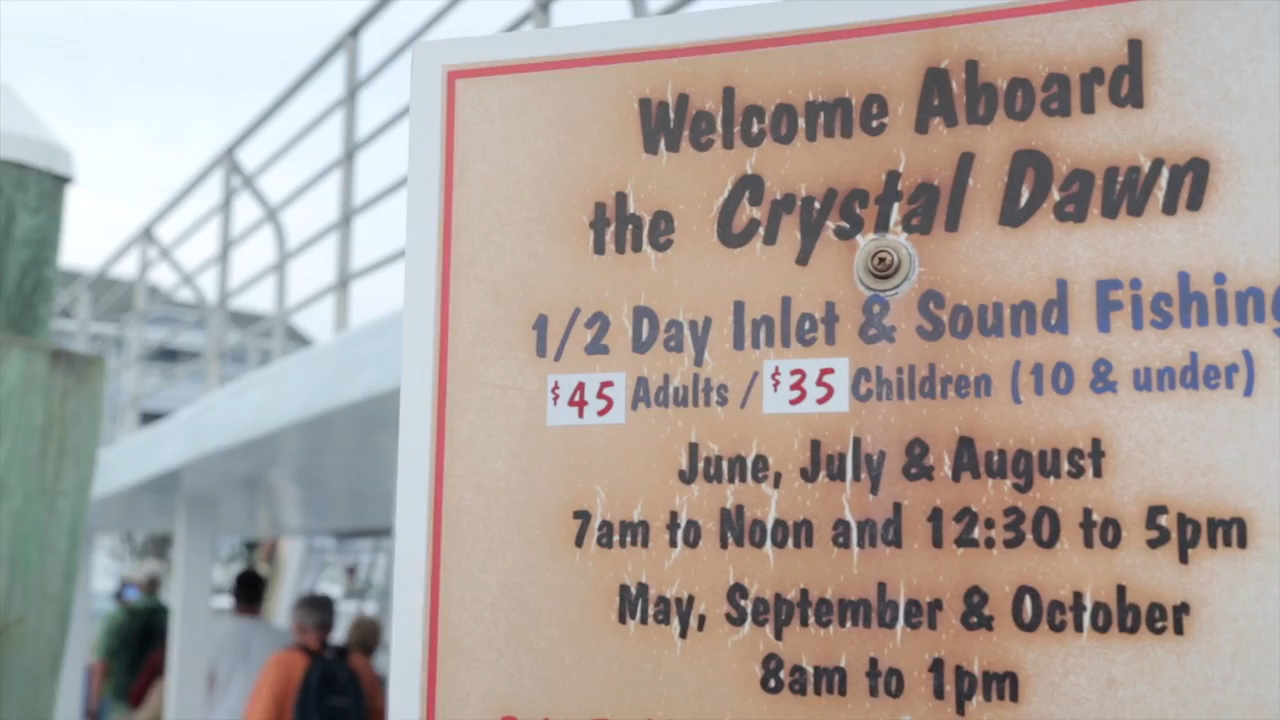 Welcome Aboard
the Crystal Dawn
1/2 Day Inlet & Sound Fishing
$45 Adults / $35 Children (10 & under)
June, July & August
7am to Noon and 12:30 to 5pm
May, September & October
8am to 1pm